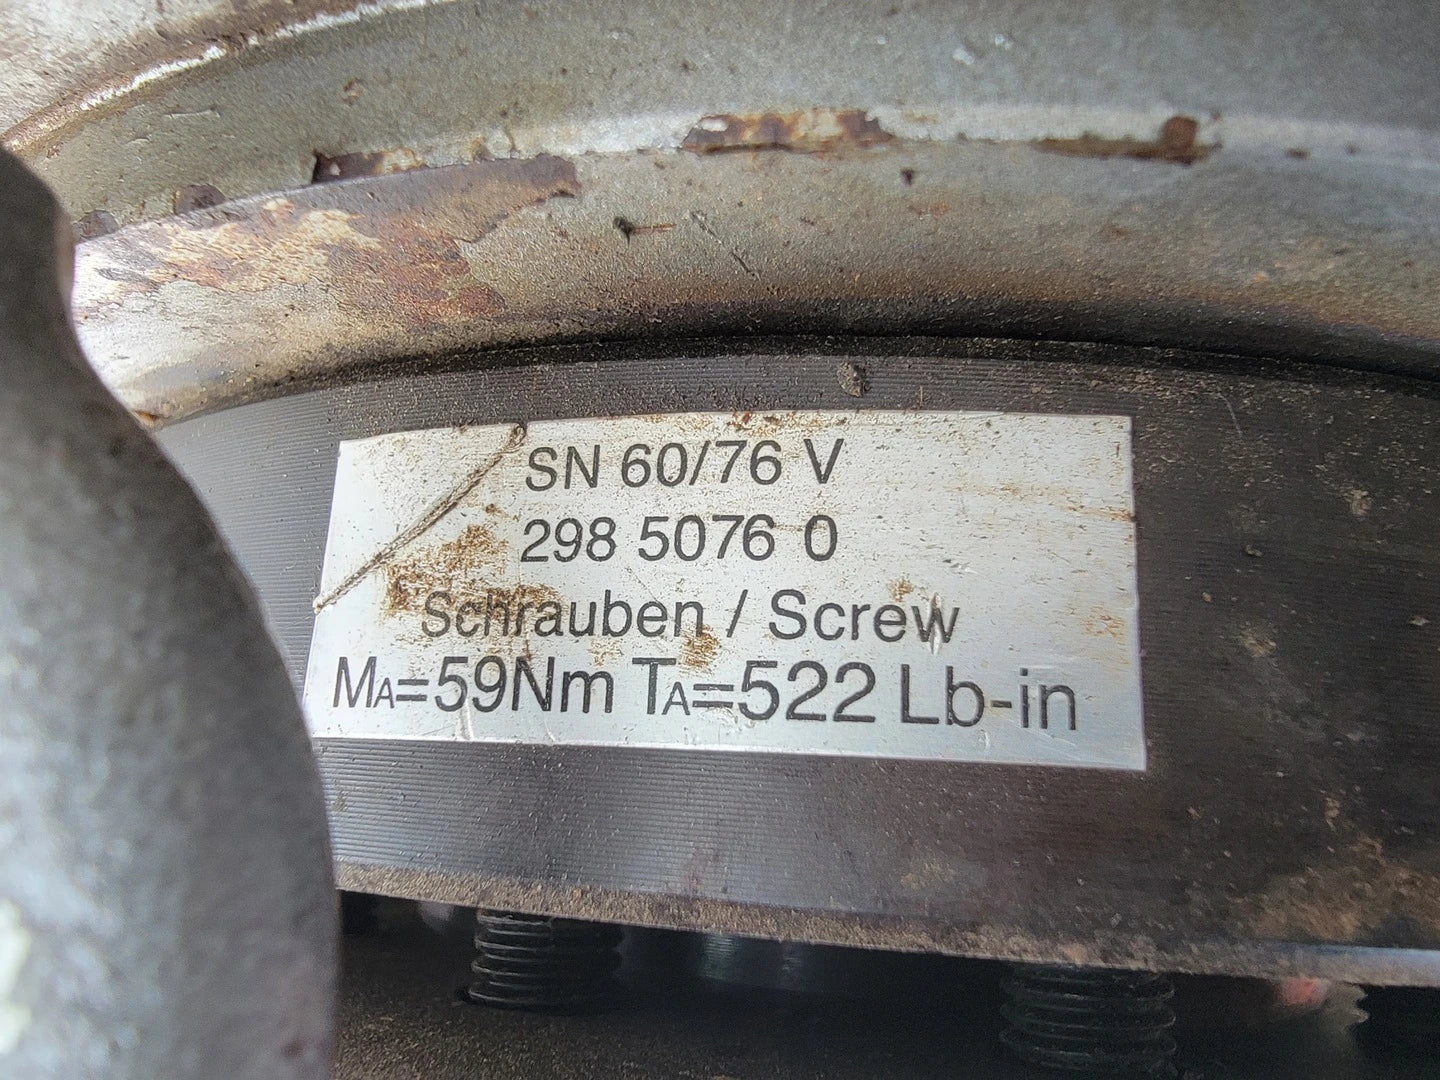 SN 60/76 V
298 5076 0
Schrauben / Screw
MA=59Nm TA=522 Lb-in